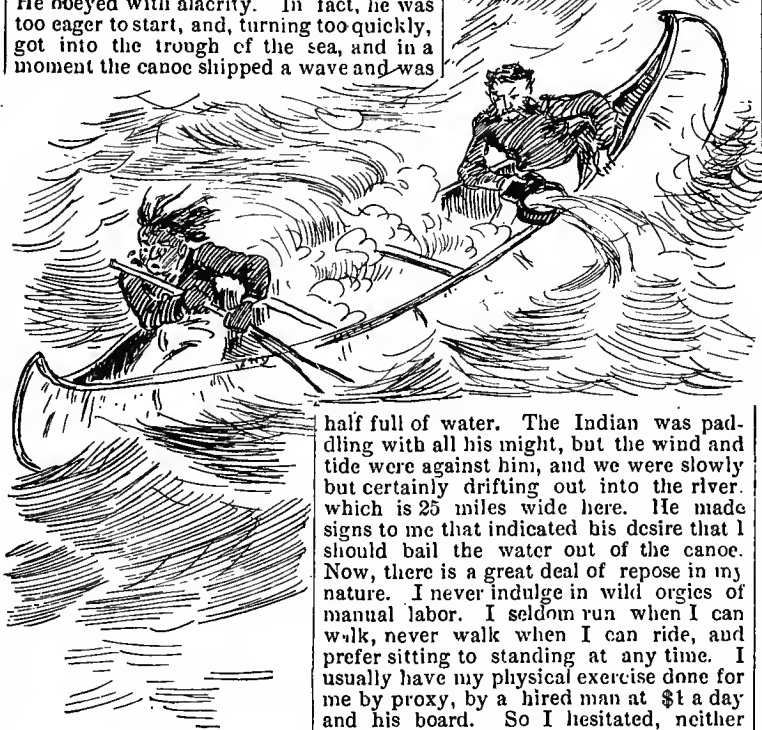 He obeyed with alacrity. In fact, he was
too eager to start, and, turning too quickly,
got into the trough of the sea, and in a
moment the canoe shipped a wave and was
half full of water. The Indian was pad-
dling with all his might, but the wind and
tide were against him, and we were slowly
but certainly drifting out into the river.
which is 25 miles wide here. He made
signs to me that indicated his desire that I
should bail the water out of the canoe.
Now, there is a great deal of repose in my
nature. I never indulge in wild orgies of
manual labor. I seldom run when I can
walk, never walk when I can ride, and
prefer sitting to standing at any time. I
usually have my physical exercise done for
me by proxy, by a hired man at $1 a day
and his board. So I hesitated, neither